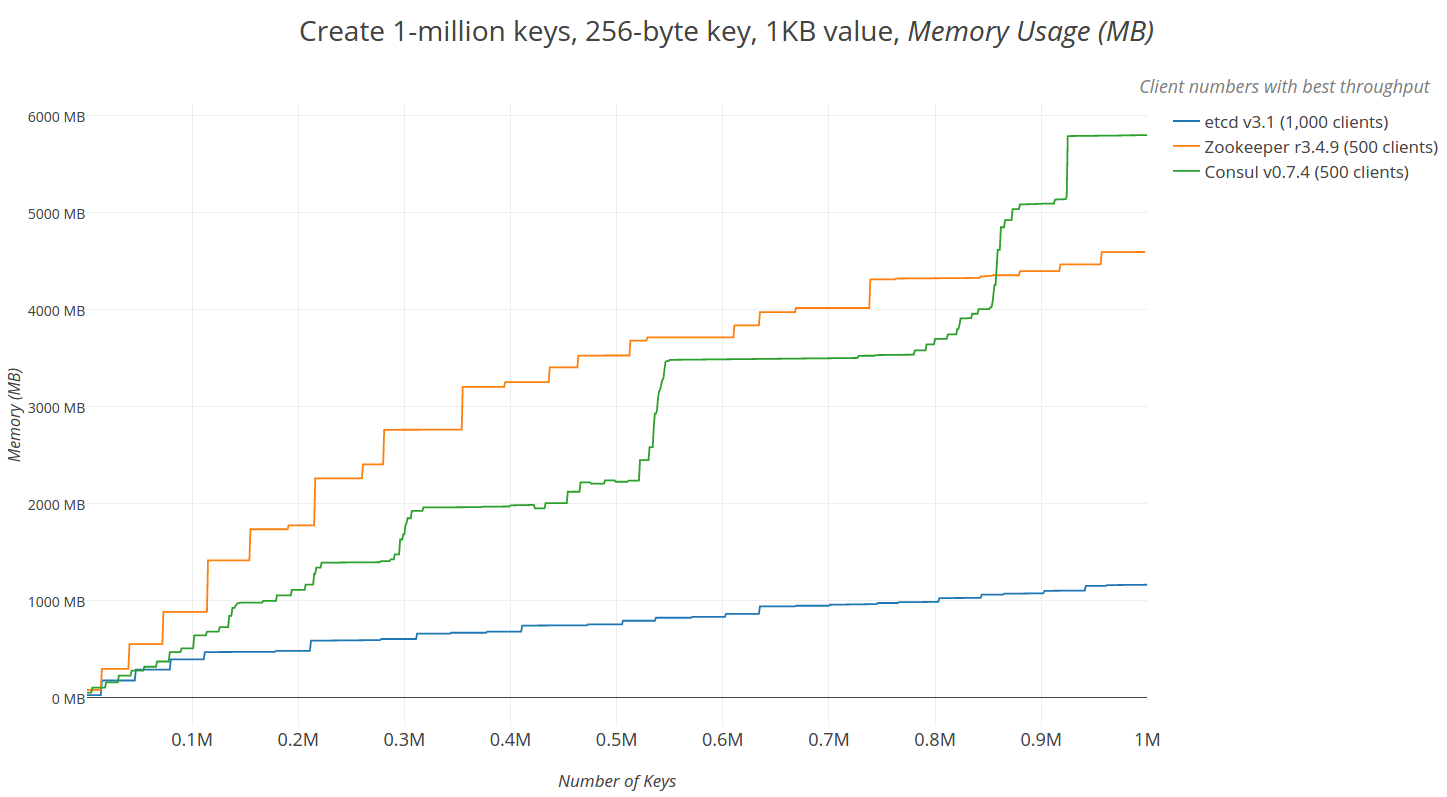 Create 1-million keys, 256-byte key, 1KB value, Memory Usage (MB)
Client numbers with best throughput
etcd v3.1 (1,000 clients)
Zookeeper r3.4.9 (500 clients)
Consul v0.7.4 (500 clients)
6000 MB
5000 MB
4000 MB
3000 MB
2000 MB
1000 MB
0 MB
Memory (MB)
0.1M 0.2M 0.3M 0.4M 0.5M 0.6M 0.7M 0.8M 0.9M 1M
Number of Keys